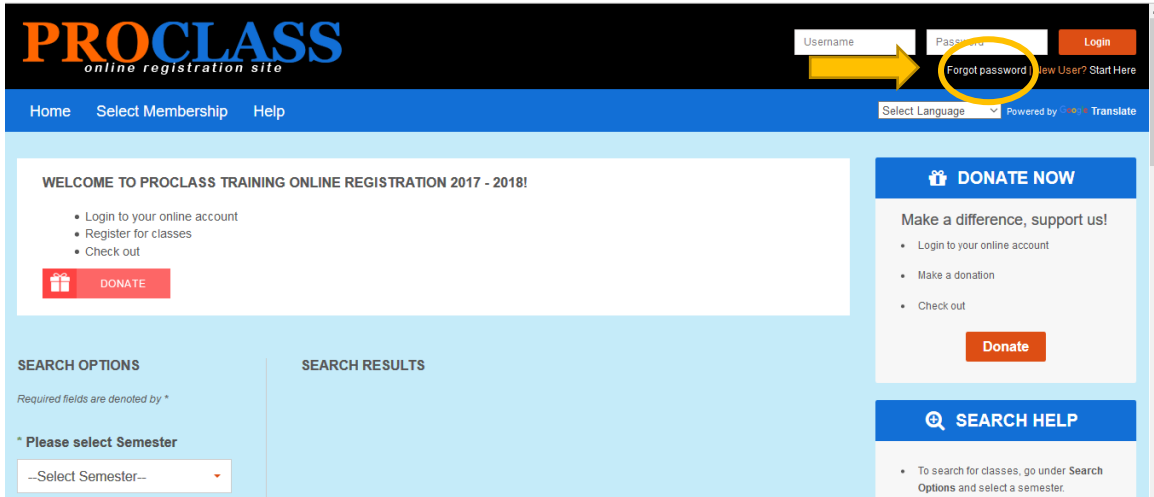 PROCLASS
online registration site
Username
Password
Login
Forgot password | New User? Start Here
Home
Select Membership
Help
Select Language
Powered by Google Translate
WELCOME TO PROCLASS TRAINING ONLINE REGISTRATION 2017 - 2018!
• Login to your online account
• Register for classes
• Check out
DONATE
DONATE NOW
Make a difference, support us!
• Login to your online account
• Make a donation
• Check out
Donate
SEARCH OPTIONS
Required fields are denoted by *
* Please select Semester
--Select Semester--
SEARCH RESULTS
SEARCH HELP
• To search for classes, go under Search
Options and select a semester.